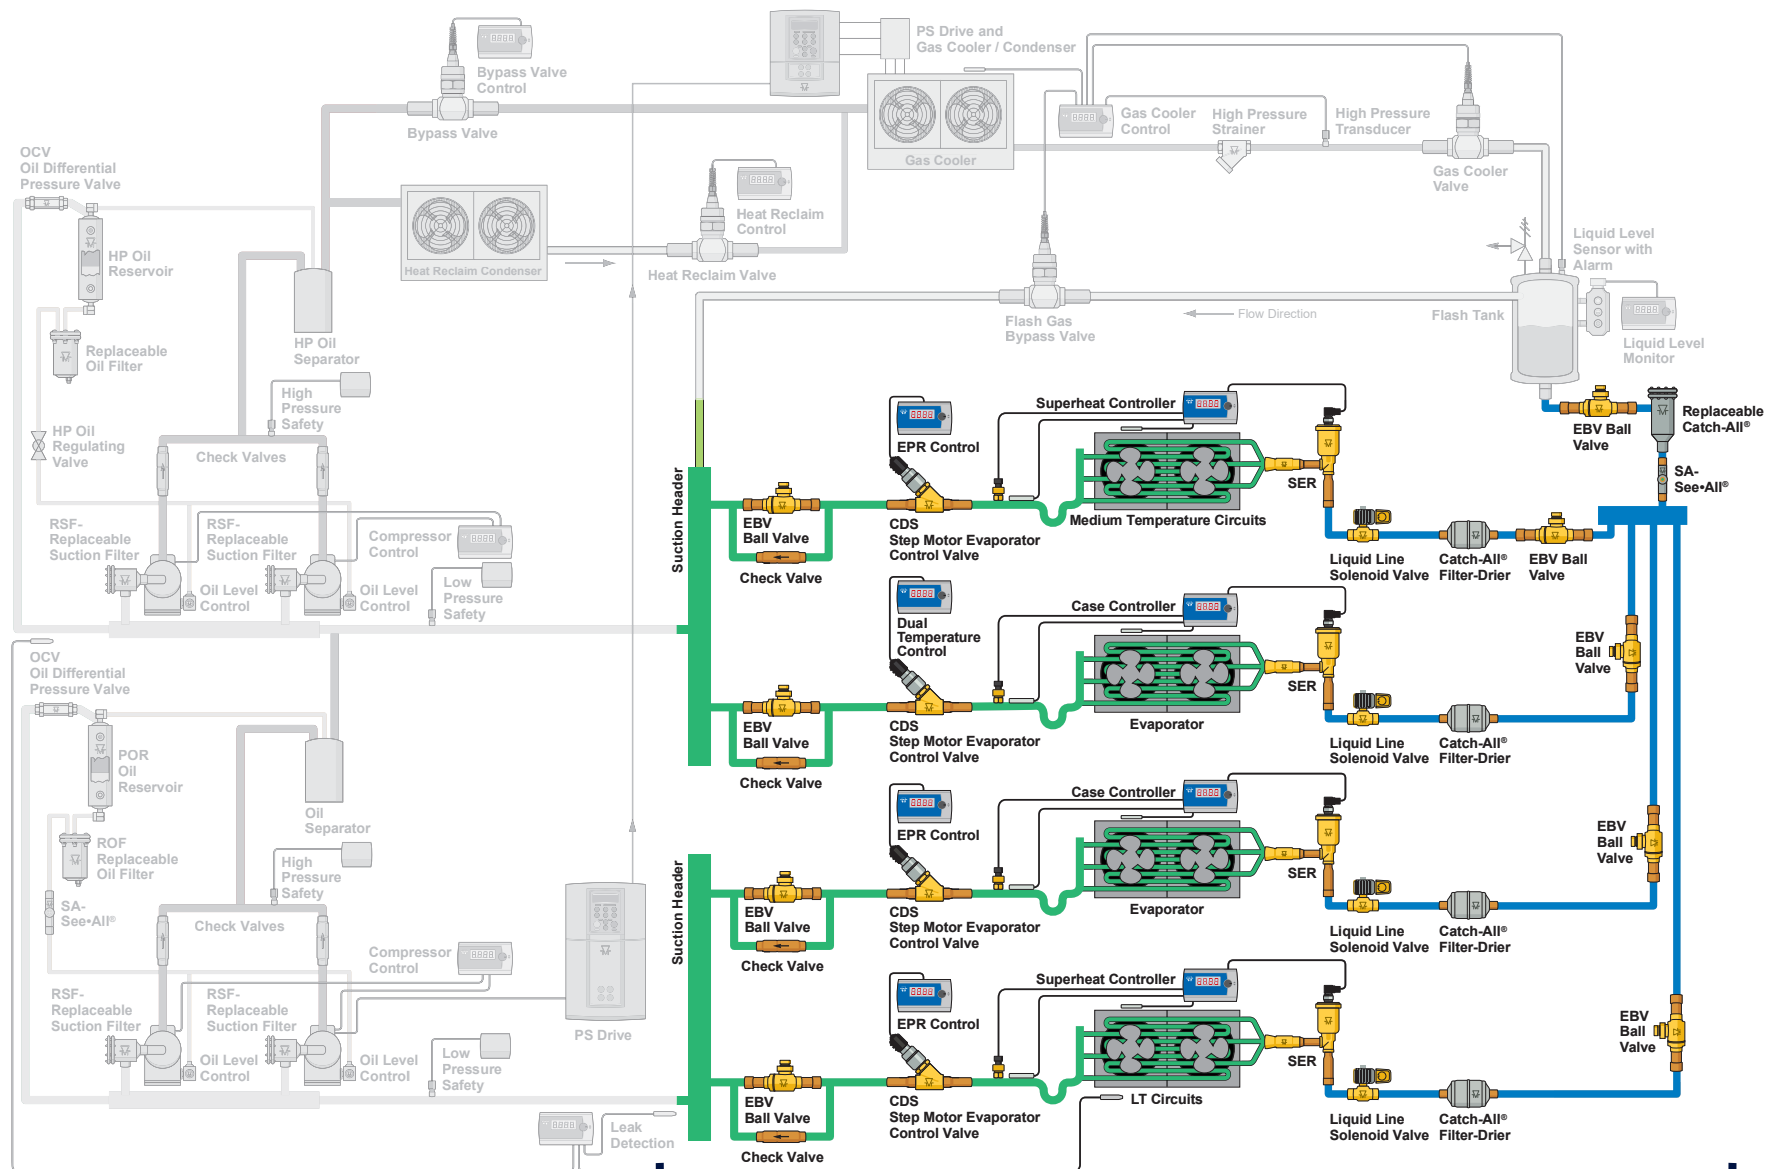 PS Drive and
Gas Cooler / Condenser
Bypass Valve
Control
Bypass Valve
Gas Cooler
Control
High Pressure
Strainer
High Pressure
Transducer
Gas Cooler
Gas Cooler
Valve
OCV
Oil Differential
Pressure Valve
Heat Reclaim
Control
Heat Reclaim Condenser
Heat Reclaim Valve
HP Oil
Reservoir
Liquid Level
Sensor with
Alarm
Flash Tank
Flash Gas
Bypass Valve
Flow Direction
Liquid Level
Monitor
Replaceable
Oil Filter
HP Oil
Separator
High
Pressure
Safety
HP Oil
Regulating
Valve
Check Valves
Superheat Controller
EPR Control
EBV Ball
Valve
Replaceable
Catch-All®
SA-
See•All®
Suction Header
SER
Medium Temperature Circuits
EBV
Ball Valve
CDS
Step Motor Evaporator
Control Valve
Check Valve
Liquid Line
Solenoid Valve
Catch-All®
Filter-Drier
EBV Ball
Valve
RSF-
Replaceable
Suction Filter
RSF-
Replaceable
Suction Filter
Compressor
Control
Oil Level
Control
Oil Level
Control
Low
Pressure
Safety
Case Controller
Dual
Temperature
Control
EBV
Ball
Valve
SER
Evaporator
EBV
Ball Valve
CDS
Step Motor Evaporator
Control Valve
Check Valve
Liquid Line
Solenoid Valve
Catch-All®
Filter-Drier
OCV
Oil Differential
Pressure Valve
POR
Oil
Reservoir
Oil
Separator
ROF
Replaceable
Oil Filter
High
Pressure
Safety
SA-
See•All®
Check Valves
Case Controller
EPR Control
EBV
Ball
Valve
Suction Header
SER
Evaporator
EBV
Ball Valve
CDS
Step Motor Evaporator
Control Valve
Check Valve
Liquid Line
Solenoid Valve
Catch-All®
Filter-Drier
Compressor
Control
RSF-
Replaceable
Suction Filter
RSF-
Replaceable
Suction Filter
Oil Level
Control
Oil Level
Control
Low
Pressure
Safety
PS Drive
Superheat Controller
EPR Control
EBV
Ball
Valve
SER
LT Circuits
EBV
Ball Valve
CDS
Step Motor Evaporator
Control Valve
Check Valve
Liquid Line
Solenoid Valve
Catch-All®
Filter-Drier
Leak
Detection